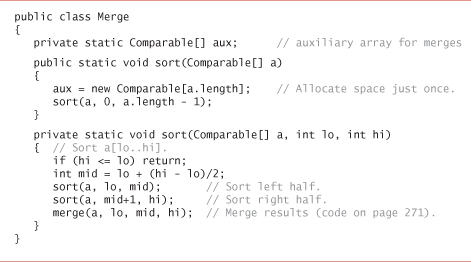 public class Merge
{
   private static Comparable[] aux;      // auxiliary array for merges
   public static void sort(Comparable[] a)
   {
      aux = new Comparable[a.length];    // Allocate space just once.
      sort(a, 0, a.length - 1);
   }
   private static void sort(Comparable[] a, int lo, int hi)
   {  // Sort a[lo..hi].
      if (hi <= lo) return;
      int mid = lo + (hi - lo)/2;
      sort(a, lo, mid);       // Sort left half.
      sort(a, mid+1, hi);     // Sort right half.
      merge(a, lo, mid, hi);  // Merge results (code on page 271).
   }
}